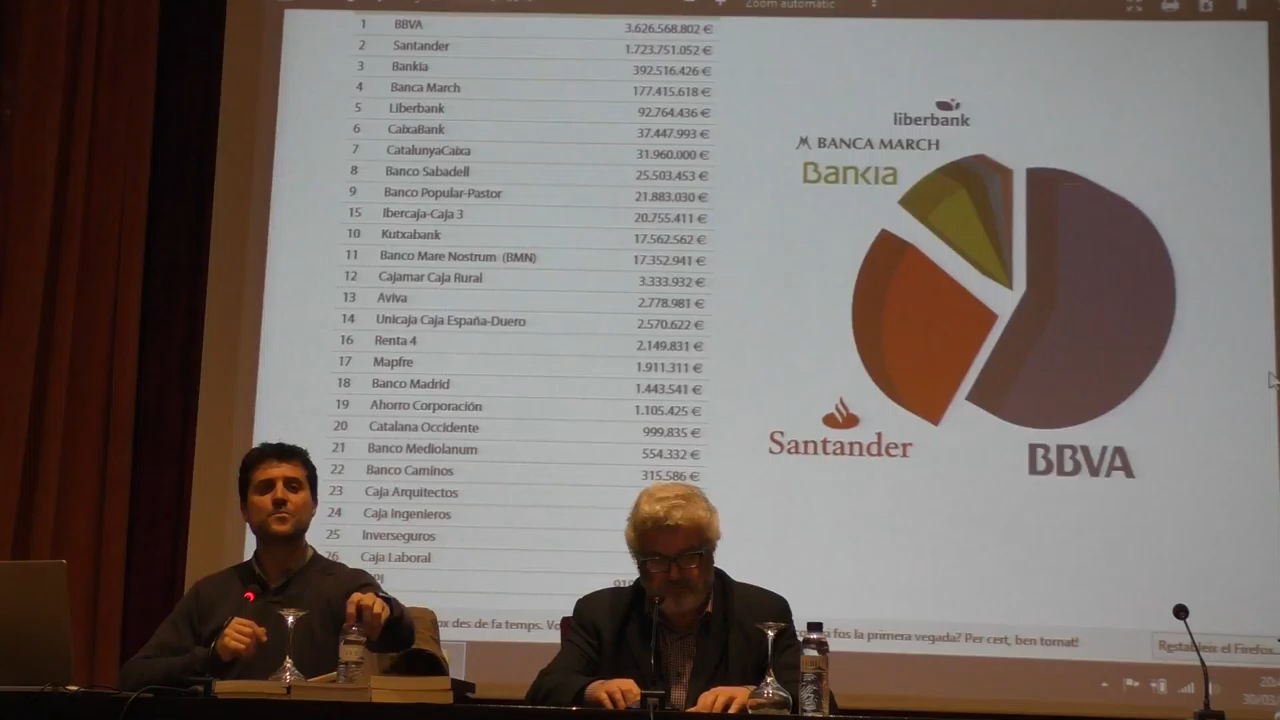 Zoom automàtic
1 BBVA 3.626.568.802 €
2 Santander 1.723.751.052 €
3 Bankia 392.516.426 €
4 Banca March 177.415.618 €
5 Liberbank 92.764.436 €
6 CaixaBank 37.447.993 €
7 CatalunyaCaixa 31.960.000 €
8 Banco Sabadell 25.503.453 €
9 Banco Popular-Pastor 21.883.030 €
15 Ibercaja-Caja 3 20.755.411 €
10 Kutxabank 17.562.562 €
11 Banco Mare Nostrum (BMN) 17.352.941 €
12 Cajamar Caja Rural 3.333.932 €
13 Aviva 2.778.981 €
14 Unicaja Caja España-Duero 2.570.622 €
16 Renta 4 2.149.831 €
17 Mapfre 1.911.311 €
18 Banco Madrid 1.443.541 €
19 Ahorro Corporación 1.105.425 €
20 Catalana Occidente 999.835 €
21 Banco Mediolanum 554.332 €
22 Banco Caminos 315.586 €
23 Caja Arquitectos
24 Caja Ingenieros
25 Inverseguros
26 Caja Laboral
liberbank
BANCA MARCH
Bankia
Santander
BBVA
des de fa temps. fos la primera vegada? Per cert, ben tornat!
Restableix el Firefox...